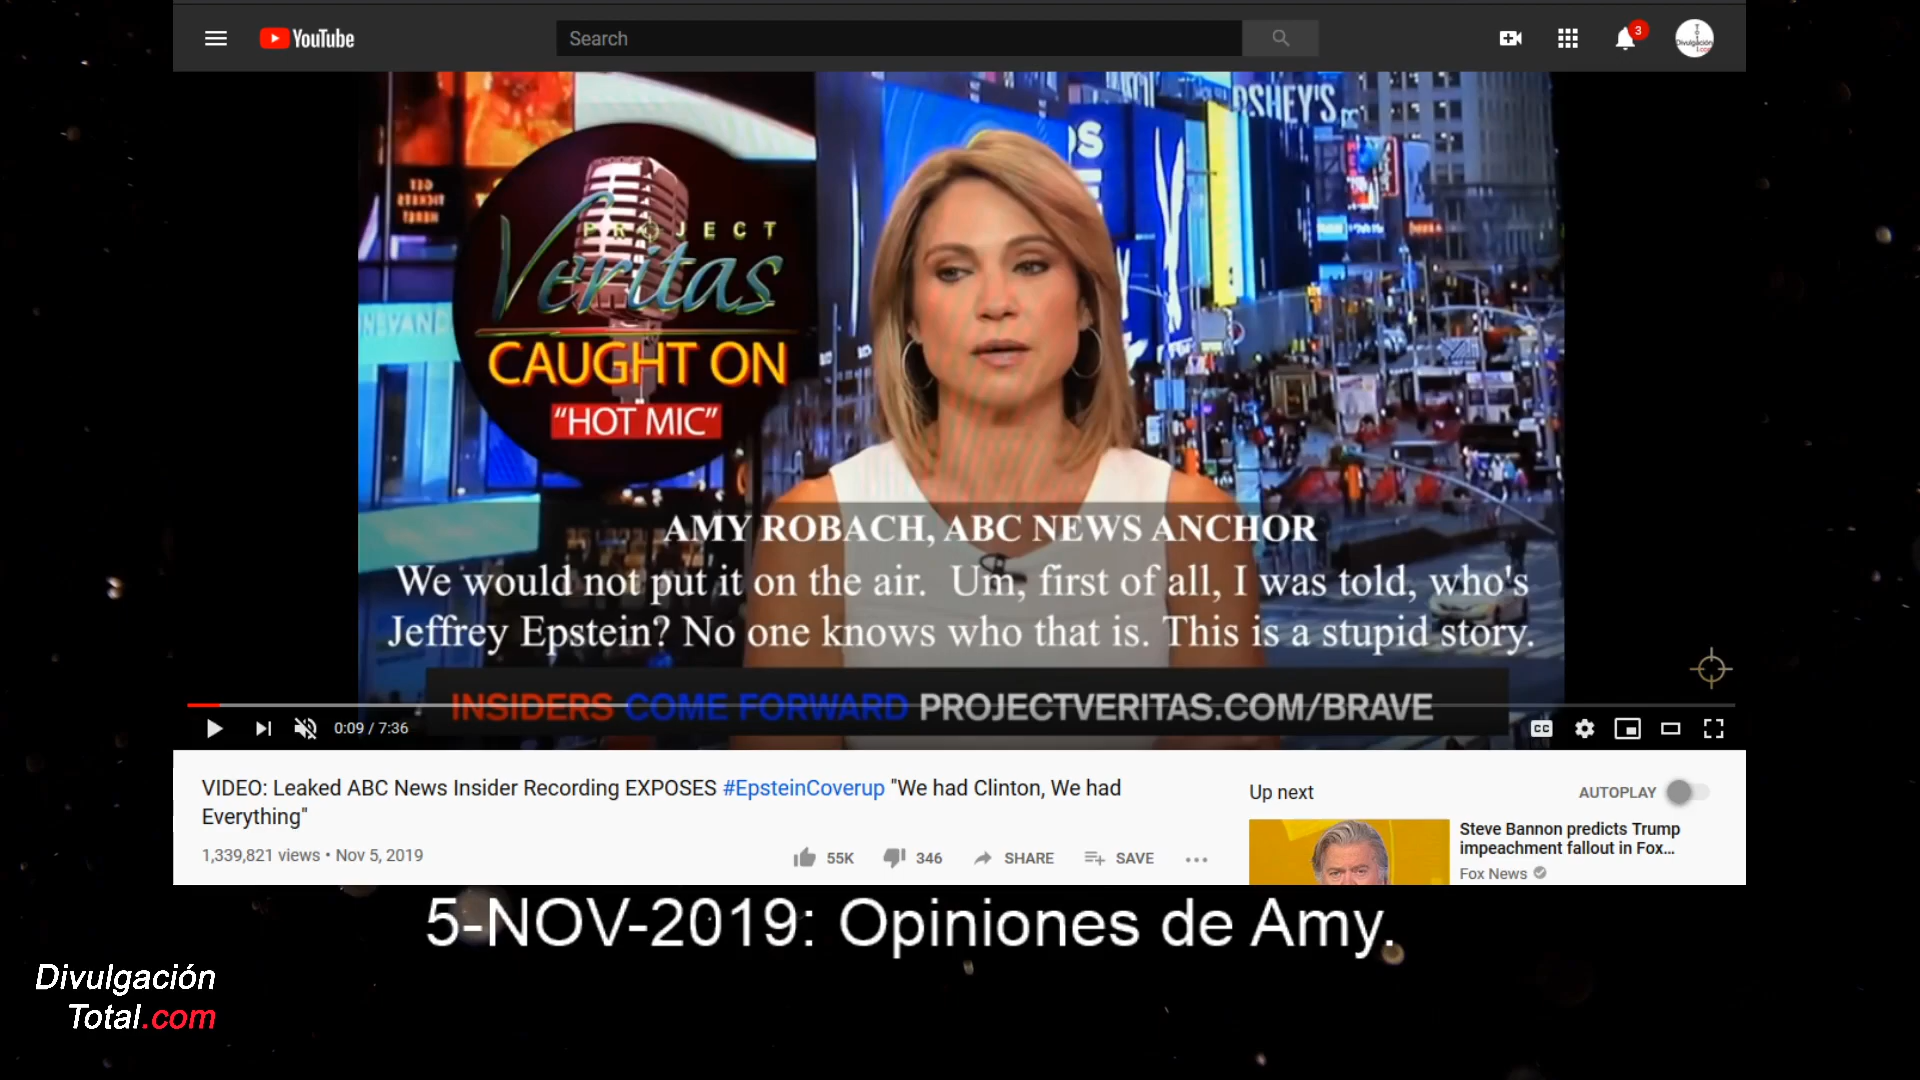 YouTube
Search
3
PROJECT
Veritas
CAUGHT ON
"HOT MIC"
GET
TICKETS
HERE!
RSHEY'S
AMY ROBACH, ABC NEWS ANCHOR
We would not put it on the air. Um, first of all, I was told, who's
Jeffrey Epstein? No one knows who that is. This is a stupid story.
INSIDERS COME FORWARD PROJECTVERITAS.COM/BRAVE
0:09 / 7:36
CC
VIDEO: Leaked ABC News Insider Recording EXPOSES #EpsteinCoverup "We had Clinton, We had
Everything"
1,339,821 views • Nov 5, 2019
55K 346 SHARE SAVE
Up next AUTOPLAY
Steve Bannon predicts Trump
impeachment fallout in Fox...
Fox News
5-NOV-2019: Opiniones de Amy.
Divulgación
Total.com